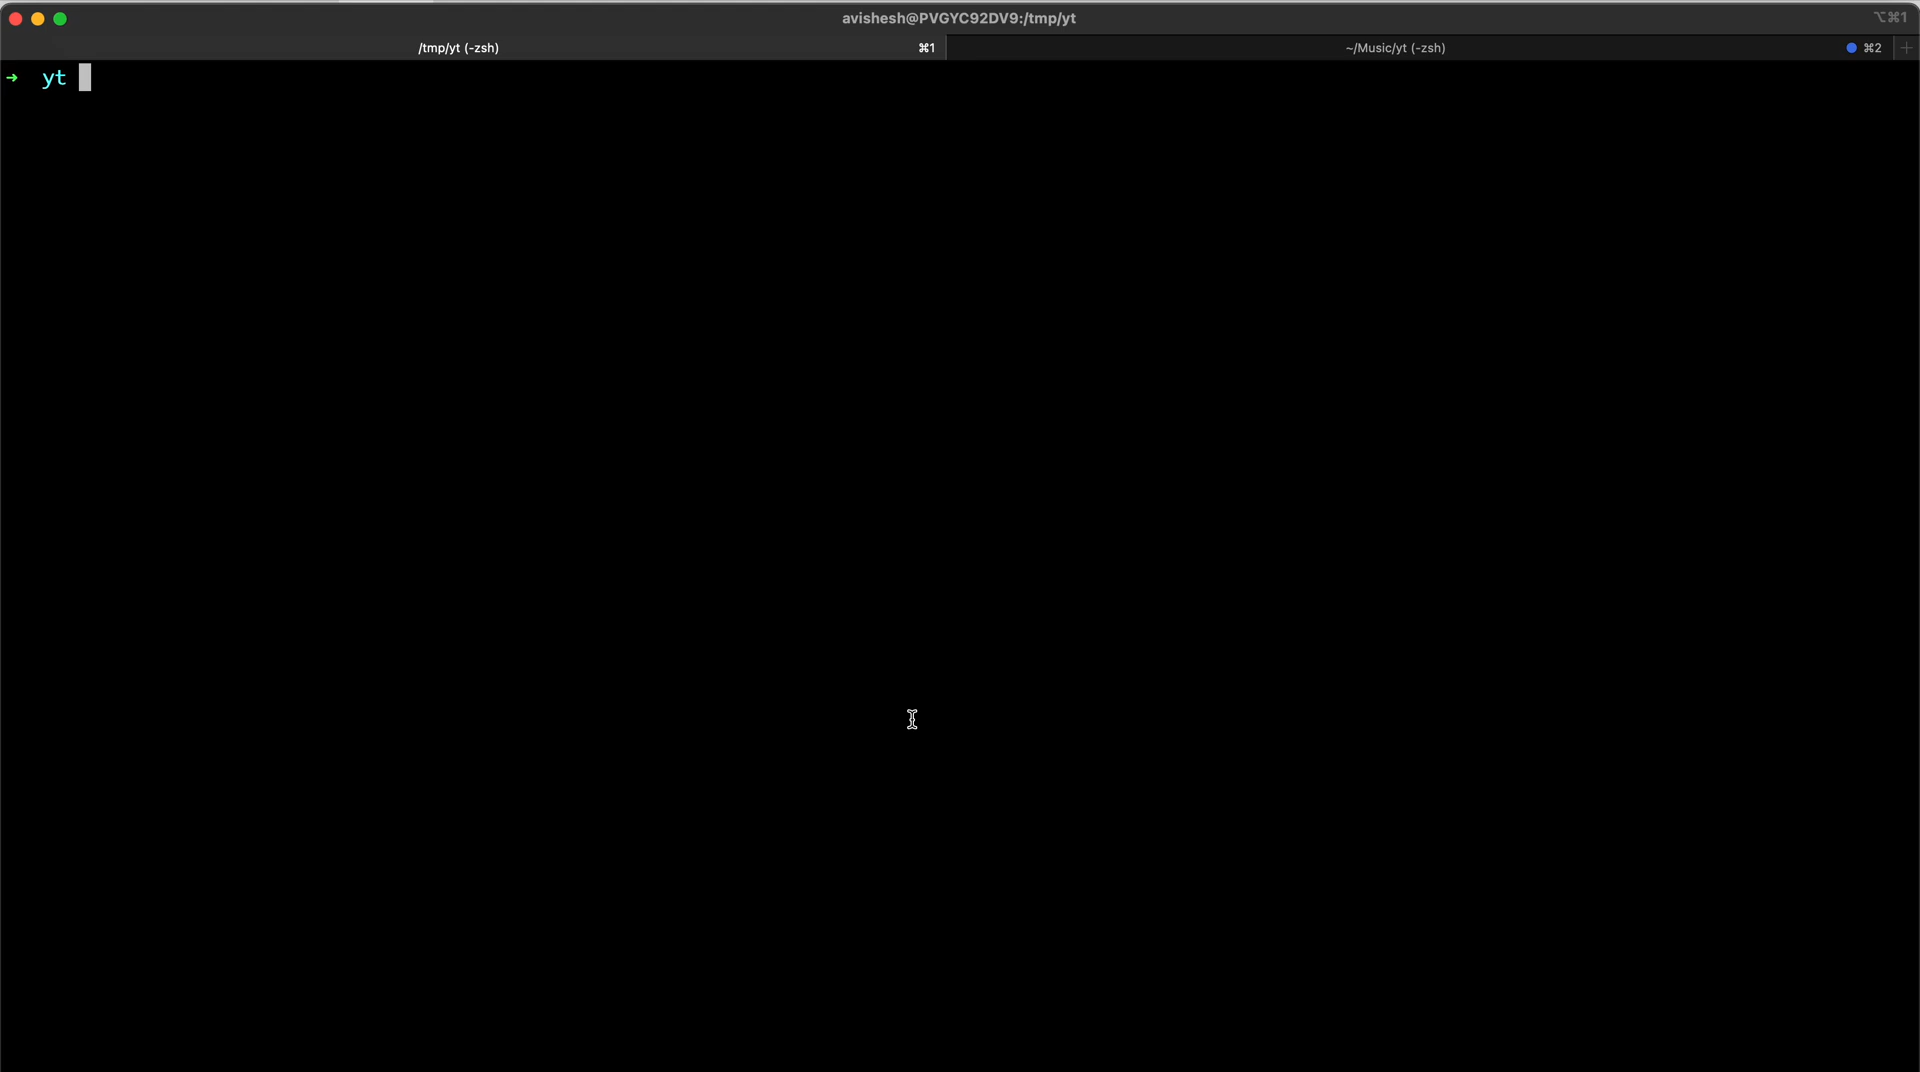 avishesh@PVGYC92DV9:/tmp/yt
⌥⌘1
/tmp/yt (-zsh) ⌘1
~/Music/yt (-zsh) ⌘2
➜ yt